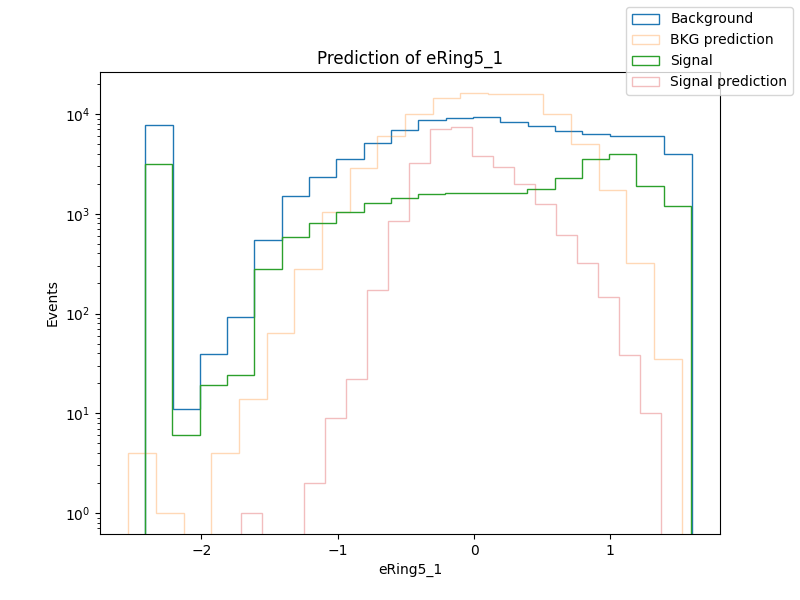 Prediction of eRing5_1
Background
BKG prediction
Signal
Signal prediction
Events
10⁴
10³
10²
10¹
10⁰
−2
−1
0
1
eRing5_1